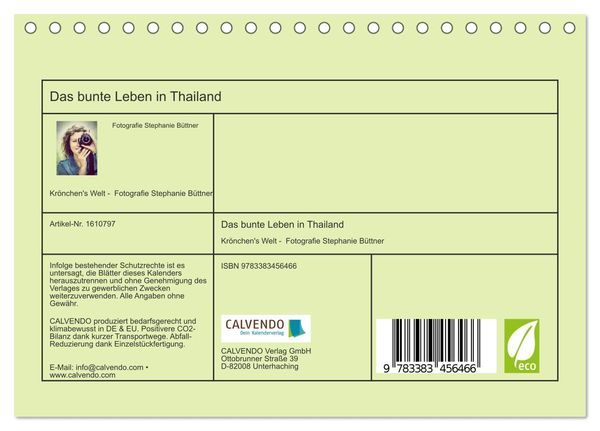 Das bunte Leben in Thailand
Fotografie Stephanie Büttner
Krönchen's Welt - Fotografie Stephanie Büttner
Artikel-Nr. 1610797
Das bunte Leben in Thailand
Krönchen's Welt - Fotografie Stephanie Büttner
Infolge bestehender Schutzrechte ist es
untersagt, die Blätter dieses Kalenders
herauszutrennen und ohne Genehmigung des
Verlages zu gewerblichen Zwecken
weiterzuverwenden. Alle Angaben ohne
Gewähr.
CALVENDO produziert bedarfsgerecht und
klimabewusst in DE & EU. Positivere CO2-
Bilanz dank kurzer Transportwege. Abfall-
Reduzierung dank Einzelstückfertigung.
E-Mail: info@calvendo.com •
www.calvendo.com
ISBN 9783383456466
CALVENDO
Dein Kalenderverlag
CALVENDO Verlag GmbH
Ottobrunner Straße 39
D-82008 Unterhaching
9 783383 456466
eco